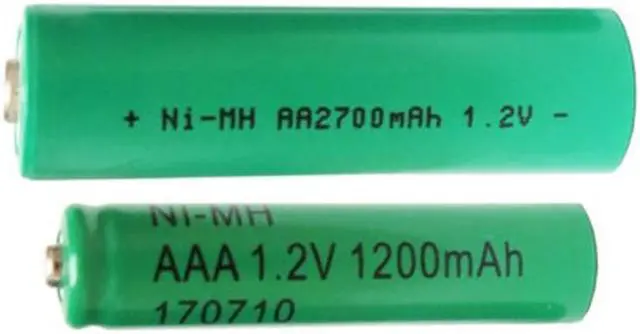 + Ni-MH AA2700mAh 1.2V -
NI-MH
AAA 1.2V 1200mAh
170710